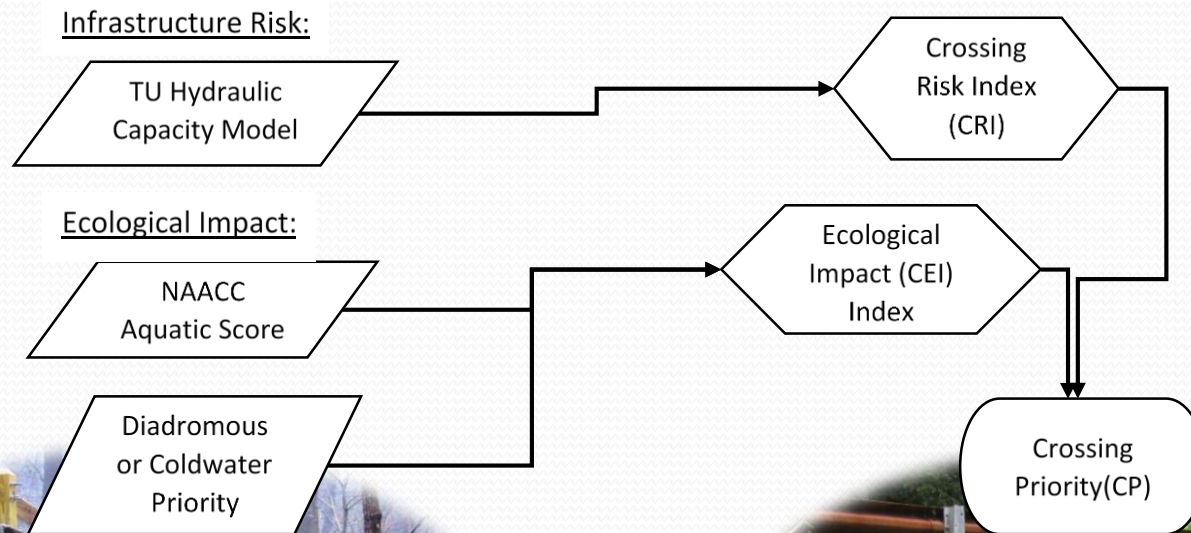 Infrastructure Risk:
TU Hydraulic
Capacity Model
Crossing
Risk Index
(CRI)
Ecological Impact:
NAACC
Aquatic Score
Ecological
Impact (CEI)
Index
Diadromous
or Coldwater
Priority
Crossing
Priority(CP)